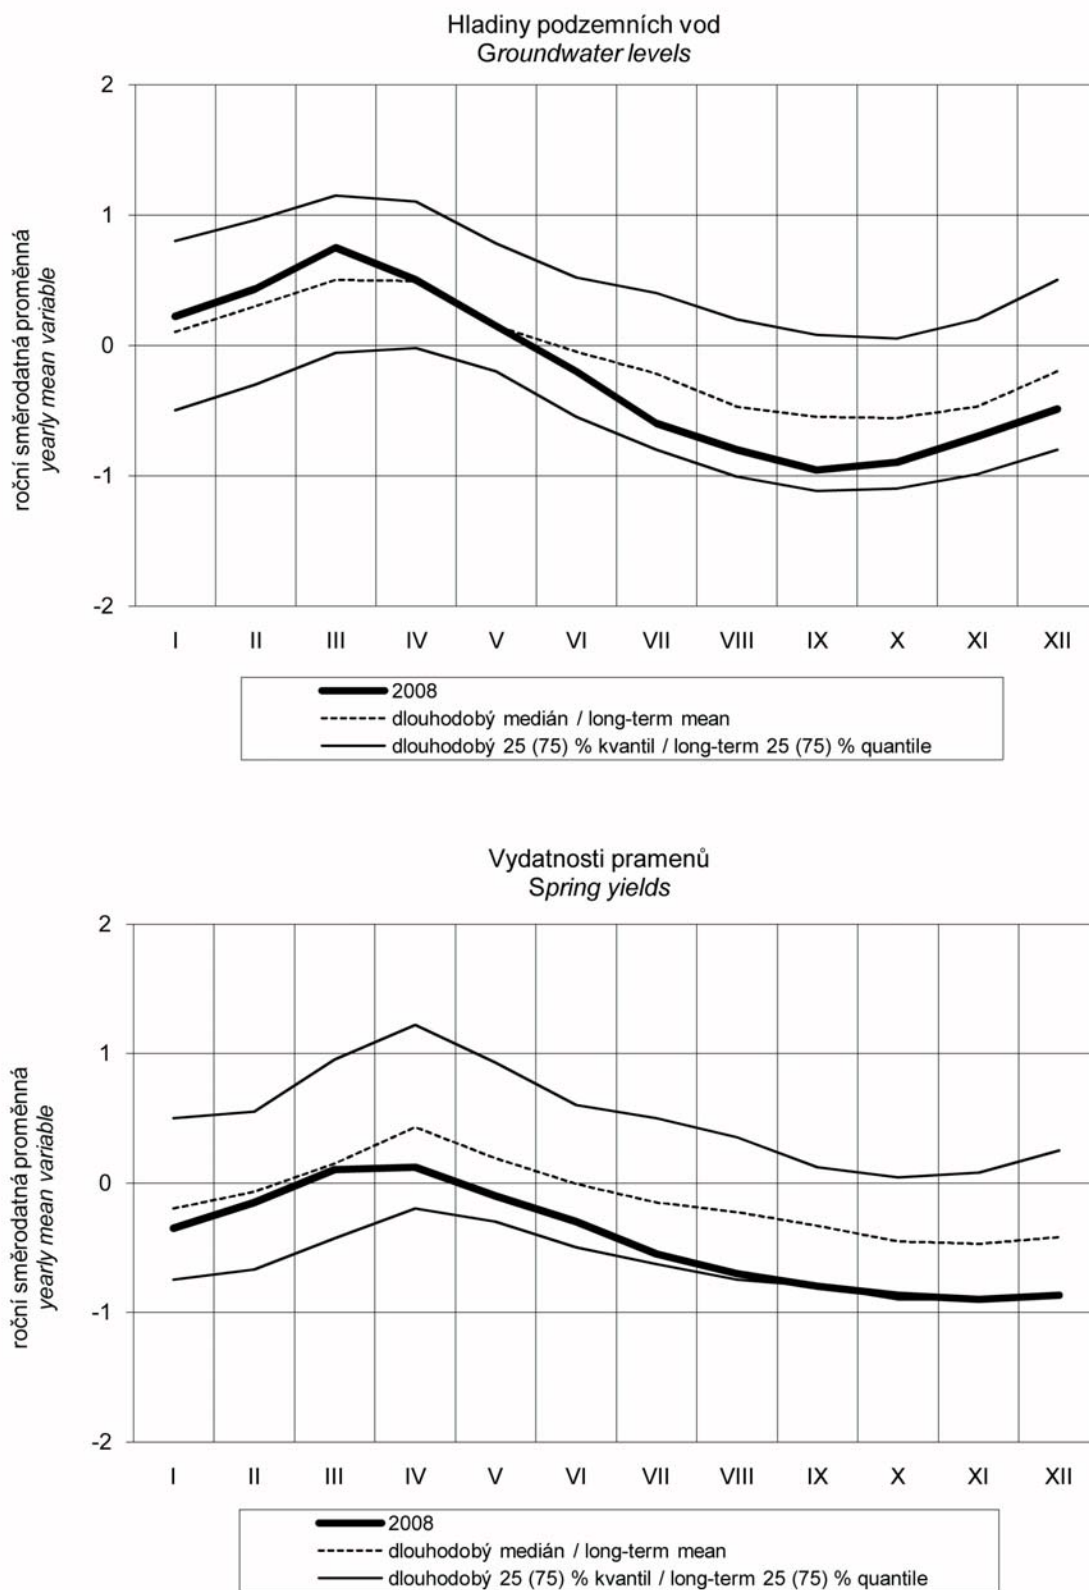 Hladiny podzemních vod
Groundwater levels
roční směrodatná proměnná
yearly mean variable
2
1
0
-1
-2
I II III IV V VI VII VIII IX X XI XII
2008
dlouhodobý medián / long-term mean
dlouhodobý 25 (75) % kvantil / long-term 25 (75) % quantile
Vydatnosti pramenů
Spring yields
roční směrodatná proměnná
yearly mean variable
2
1
0
-1
-2
I II III IV V VI VII VIII IX X XI XII
2008
dlouhodobý medián / long-term mean
dlouhodobý 25 (75) % kvantil / long-term 25 (75) % quantile